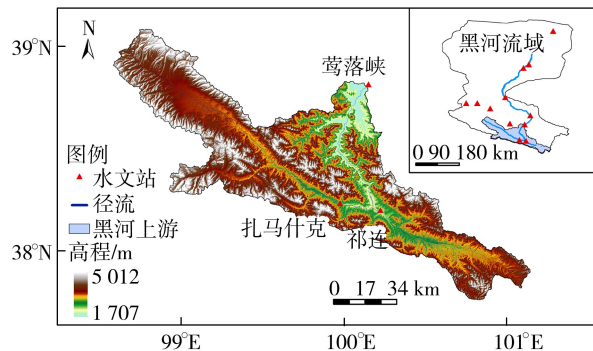 39°N
N
莺落峡
黑河流域
0 90 180 km
图例
水文站
径流
黑河上游
高程/m
5 012
1 707
扎马什克
祁连
38°N
0 17 34 km
99°E
100°E
101°E